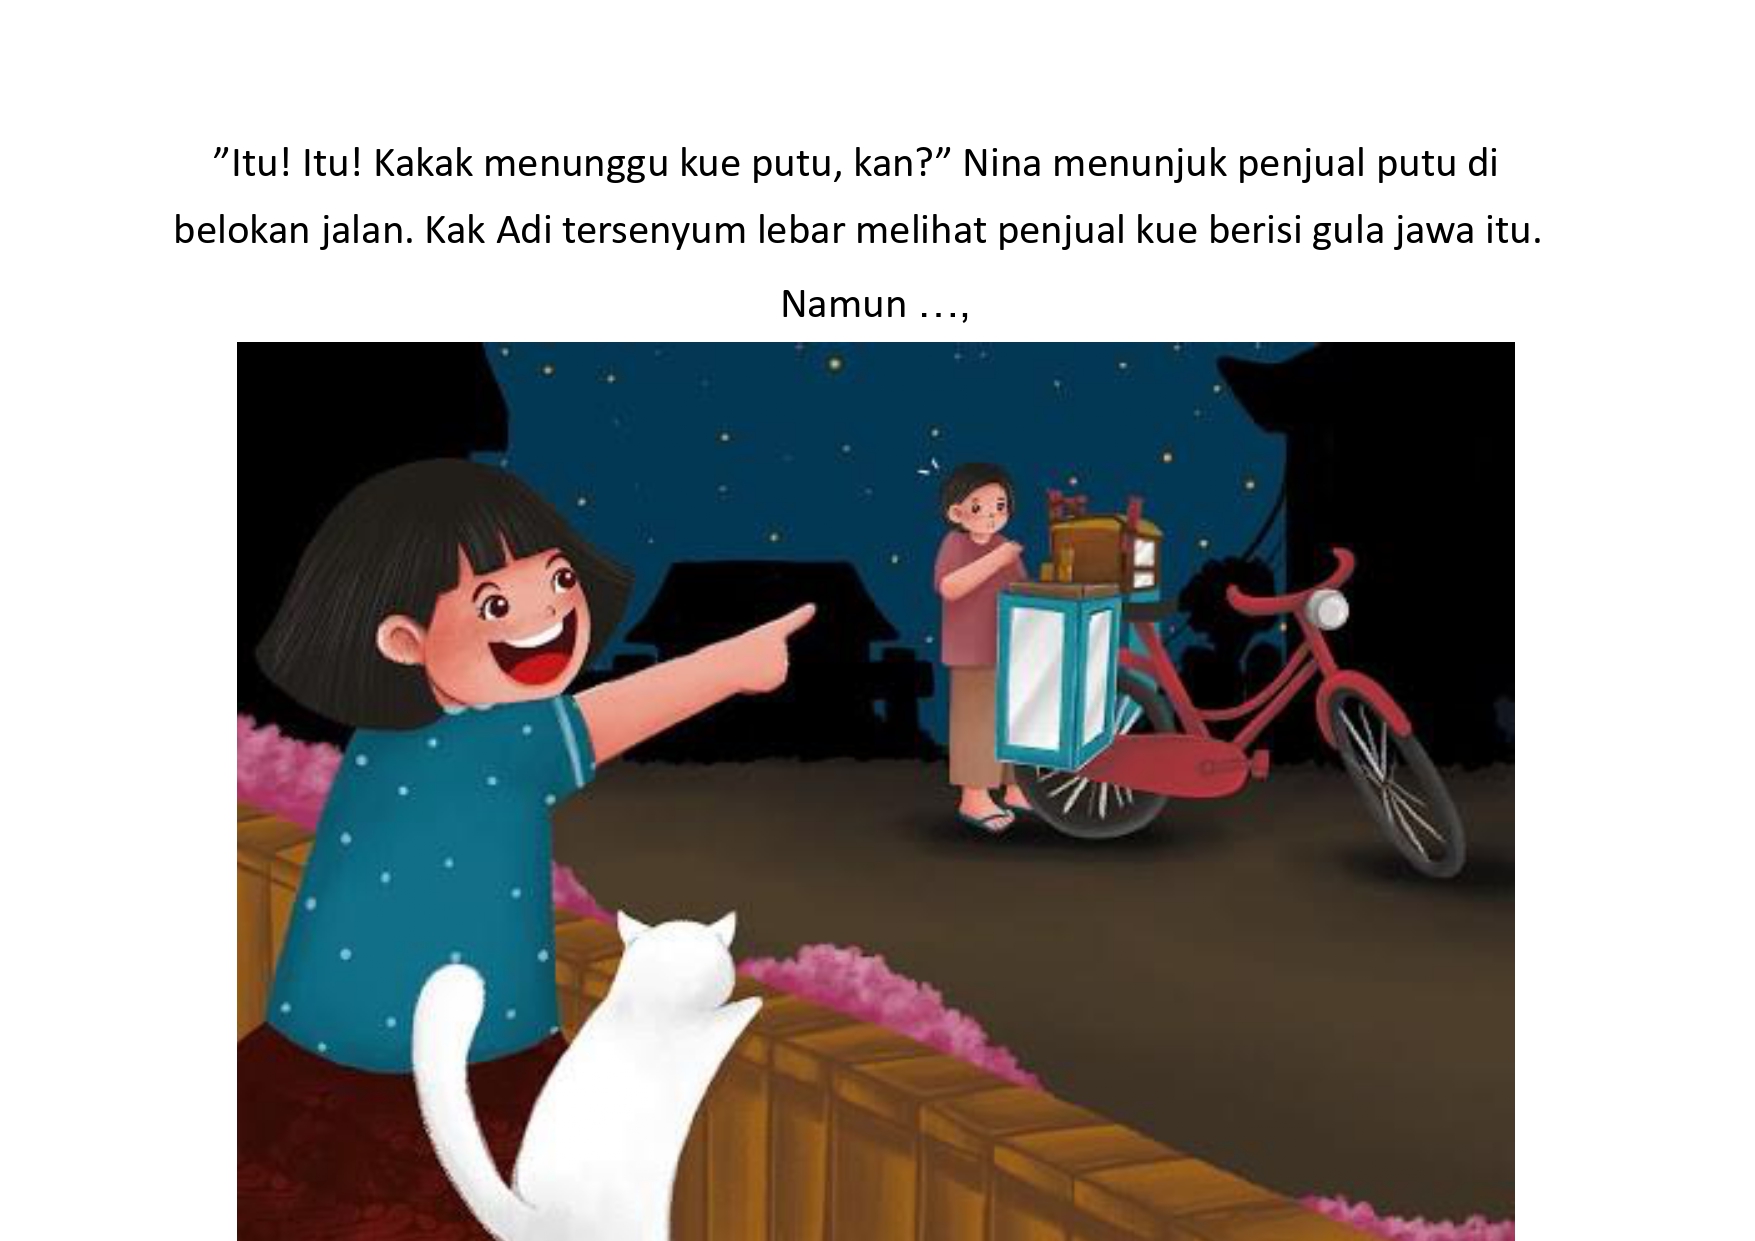 ”Itu! Itu! Kakak menunggu kue putu, kan?” Nina menunjuk penjual putu di
belokan jalan. Kak Adi tersenyum lebar melihat penjual kue berisi gula jawa itu.
Namun …,